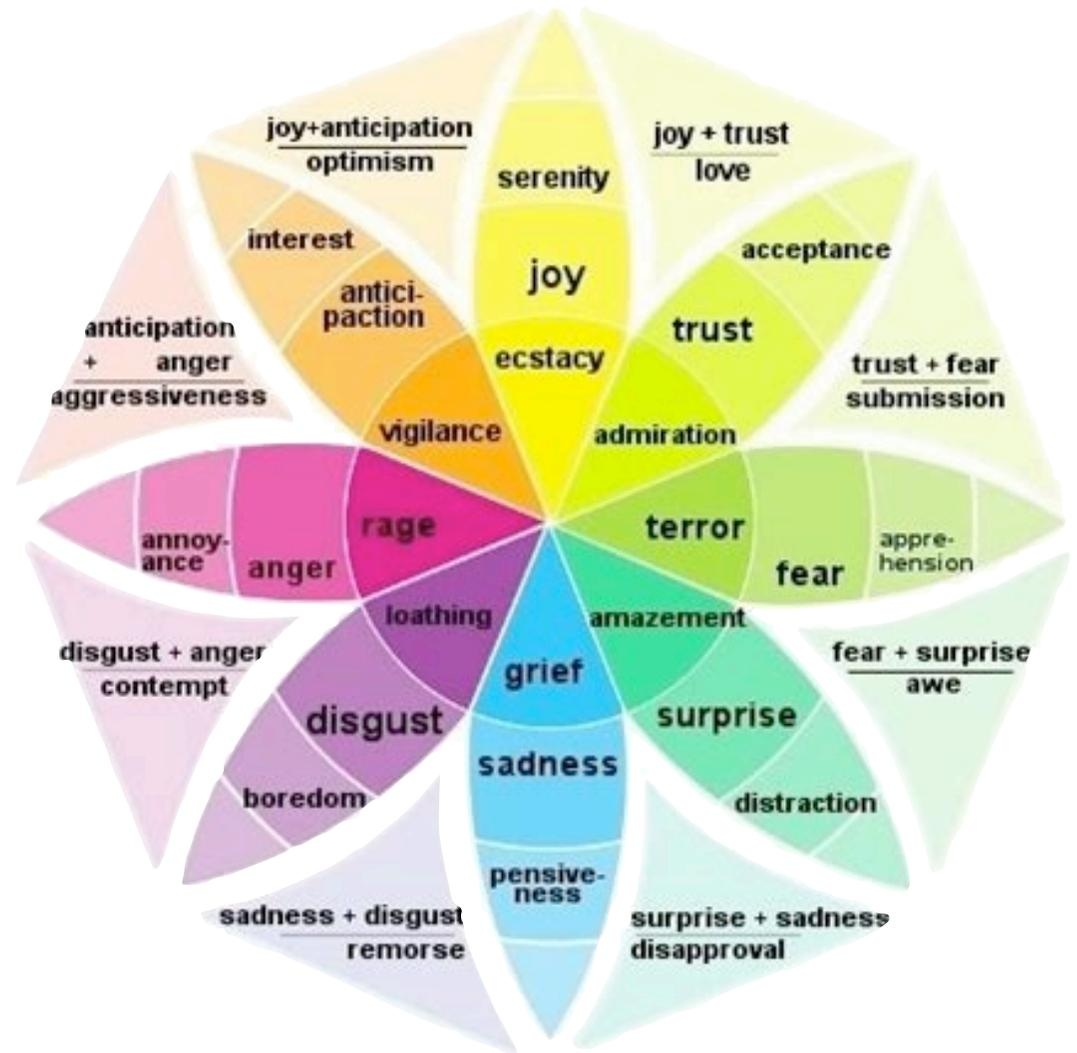 joy+anticipation
optimism
joy + trust
love
serenity
interest
joy
acceptance
antici-
paction
trust
anticipation
+ anger
aggressiveness
ecstacy
trust + fear
submission
vigilance
admiration
rage
terror
annoy-
ance
anger
fear
appre-
hension
loathing
amazement
disgust + anger
contempt
grief
fear + surprise
awe
disgust
surprise
sadness
boredom
distraction
pensive-
ness
sadness + disgust
remorse
surprise + sadness
disapproval